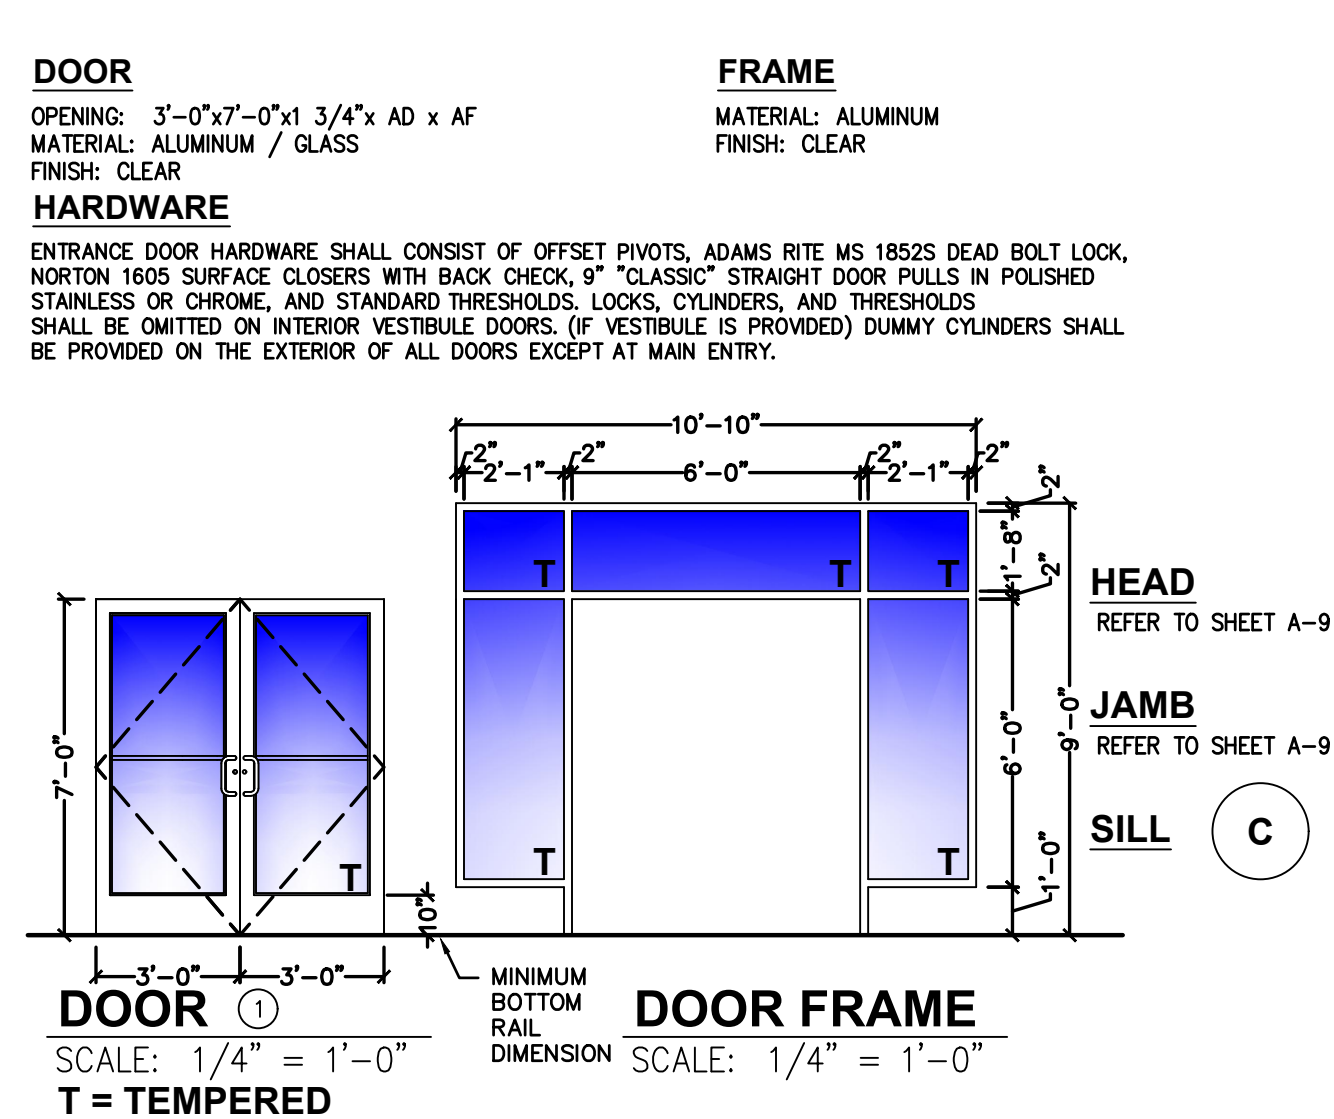 DOOR
OPENING: 3'-0"x7'-0"x1 3/4"x AD x AF
MATERIAL: ALUMINUM / GLASS
FINISH: CLEAR
FRAME
MATERIAL: ALUMINUM
FINISH: CLEAR
HARDWARE
ENTRANCE DOOR HARDWARE SHALL CONSIST OF OFFSET PIVOTS, ADAMS RITE MS 1852S DEAD BOLT LOCK,
NORTON 1605 SURFACE CLOSERS WITH BACK CHECK, 9" "CLASSIC" STRAIGHT DOOR PULLS IN POLISHED
STAINLESS OR CHROME, AND STANDARD THRESHOLDS. LOCKS, CYLINDERS, AND THRESHOLDS
SHALL BE OMITTED ON INTERIOR VESTIBULE DOORS. (IF VESTIBULE IS PROVIDED) DUMMY CYLINDERS SHALL
BE PROVIDED ON THE EXTERIOR OF ALL DOORS EXCEPT AT MAIN ENTRY.
10'-10"
2" 2" 2" 2"
2'-1" 6'-0" 2'-1"
2"
1'-8"
2"
T T T
6'-0"
9'-0"
1'-0"
T T
HEAD
REFER TO SHEET A-9
JAMB
REFER TO SHEET A-9
SILL C
7'-0"
T
10"
3'-0" 3'-0"
MINIMUM
BOTTOM
RAIL
DIMENSION
DOOR 1
SCALE: 1/4" = 1'-0"
T = TEMPERED
DOOR FRAME
SCALE: 1/4" = 1'-0"